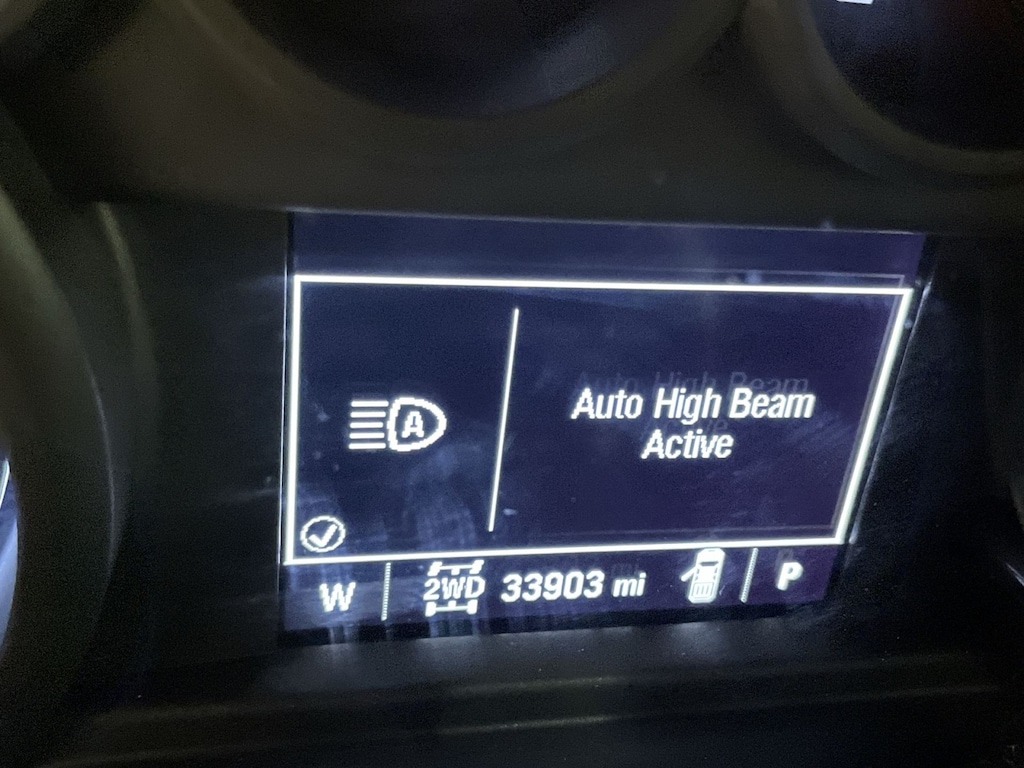 A
Auto High Beam
Active
W 2WD 33903 mi P